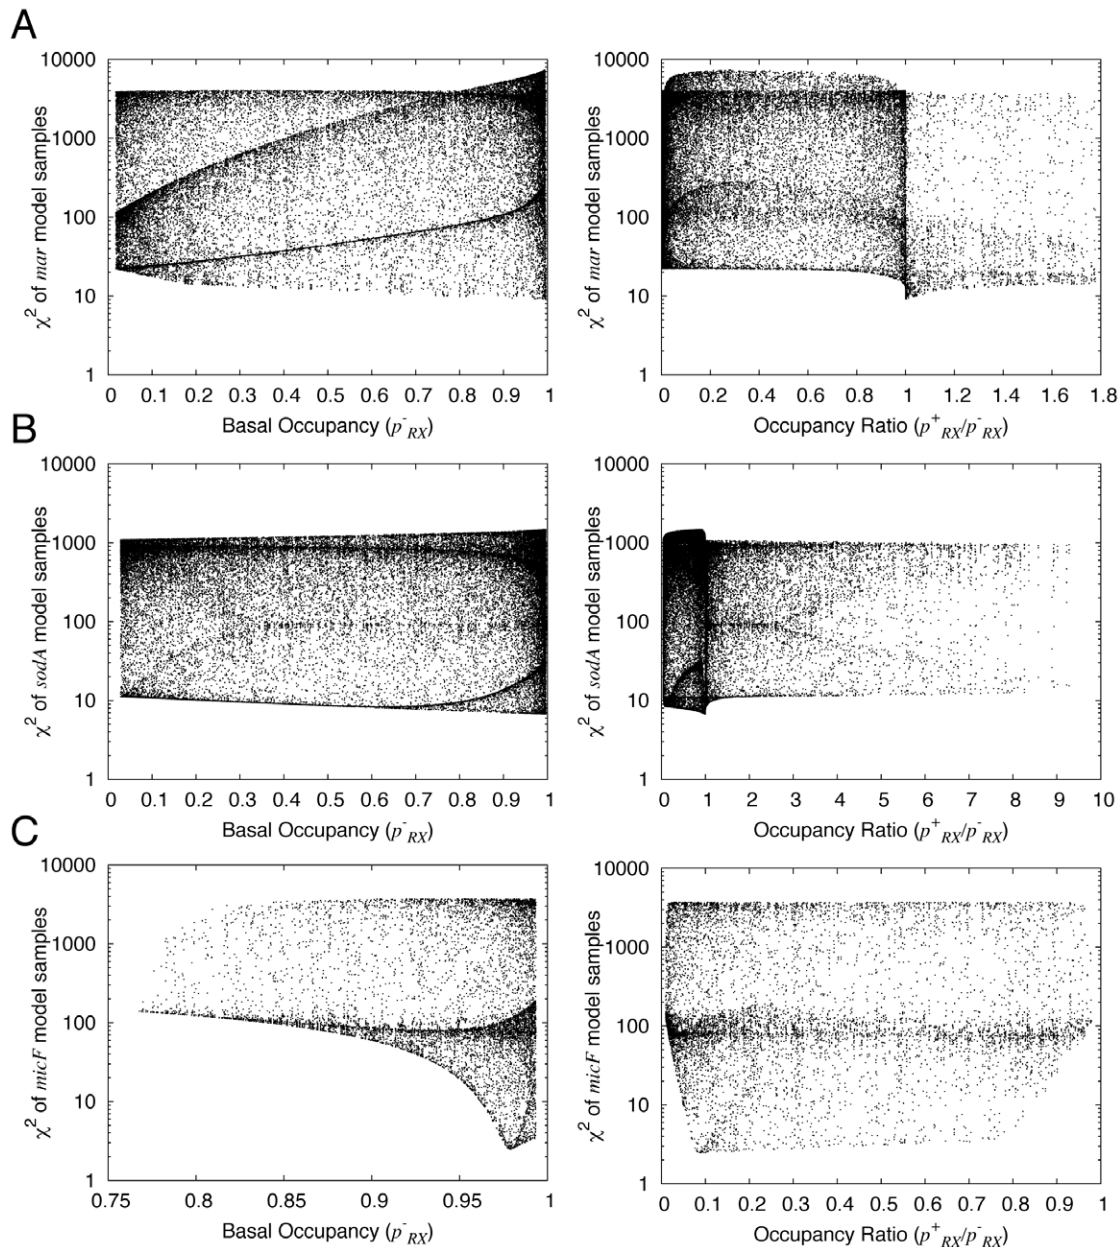 A
10000
1000
100
10
1
χ² of mar model samples
0 0.1 0.2 0.3 0.4 0.5 0.6 0.7 0.8 0.9 1
Basal Occupancy (p⁻RX)
10000
1000
100
10
1
χ² of mar model samples
0 0.2 0.4 0.6 0.8 1 1.2 1.4 1.6 1.8
Occupancy Ratio (p⁺RX/p⁻RX)
B
10000
1000
100
10
1
χ² of sodA model samples
0 0.1 0.2 0.3 0.4 0.5 0.6 0.7 0.8 0.9 1
Basal Occupancy (p⁻RX)
10000
1000
100
10
1
χ² of sodA model samples
0 1 2 3 4 5 6 7 8 9 10
Occupancy Ratio (p⁺RX/p⁻RX)
C
10000
1000
100
10
1
χ² of micF model samples
0.75 0.8 0.85 0.9 0.95 1
Basal Occupancy (p⁻RX)
10000
1000
100
10
1
χ² of micF model samples
0 0.1 0.2 0.3 0.4 0.5 0.6 0.7 0.8 0.9 1
Occupancy Ratio (p⁺RX/p⁻RX)